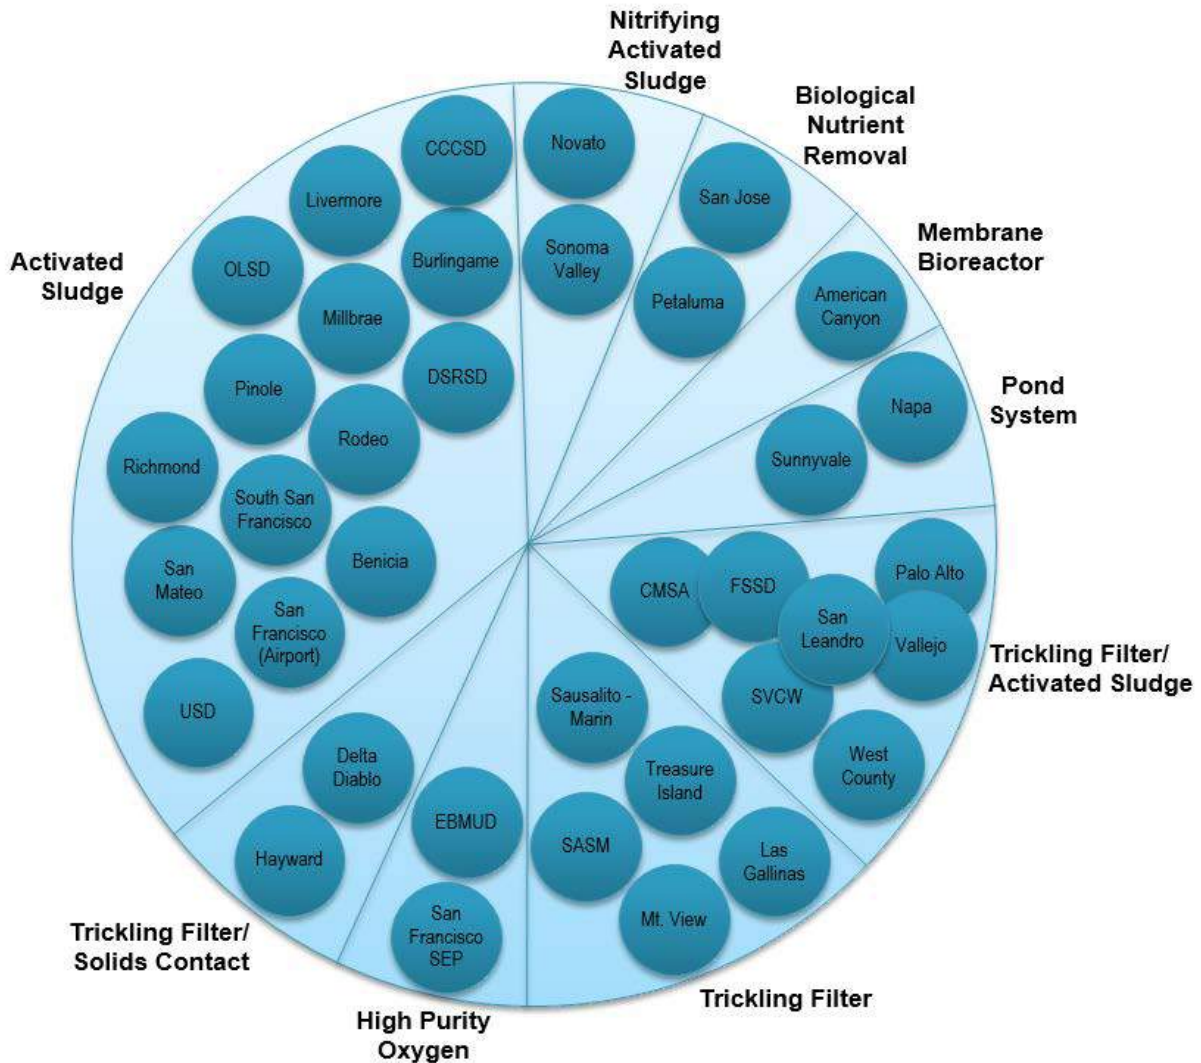 Nitrifying
Activated
Sludge
Biological
Nutrient
Removal
Membrane
Bioreactor
Pond
System
Trickling Filter/
Activated Sludge
Trickling Filter
High Purity
Oxygen
Trickling Filter/
Solids Contact
Activated
Sludge
CCCSD
Livermore
Burlingame
OLSD
Millbrae
DSRSD
Pinole
Rodeo
Richmond
South San
Francisco
Benicia
San
Mateo
San
Francisco
(Airport)
USD
Novato
Sonoma
Valley
San Jose
Petaluma
American
Canyon
Napa
Sunnyvale
CMSA
FSSD
Palo Alto
San
Leandro
Vallejo
SVCW
West
County
Sausalito -
Marin
Treasure
Island
SASM
Las
Gallinas
Mt. View
EBMUD
San
Francisco
SEP
Delta
Diablo
Hayward